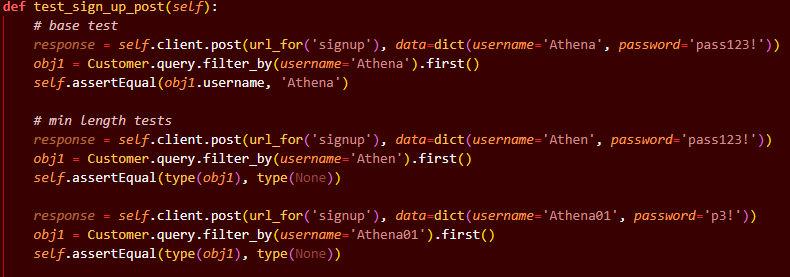 def test_sign_up_post(self):
# base test
response = self.client.post(url_for('signup'), data=dict(username='Athena', password='pass123!'))
obj1 = Customer.query.filter_by(username='Athena').first()
self.assertEqual(obj1.username, 'Athena')
# min length tests
response = self.client.post(url_for('signup'), data=dict(username='Athen', password='pass123!'))
obj1 = Customer.query.filter_by(username='Athen').first()
self.assertEqual(type(obj1), type(None))
response = self.client.post(url_for('signup'), data=dict(username='Athena01', password='p3!'))
obj1 = Customer.query.filter_by(username='Athena01').first()
self.assertEqual(type(obj1), type(None))